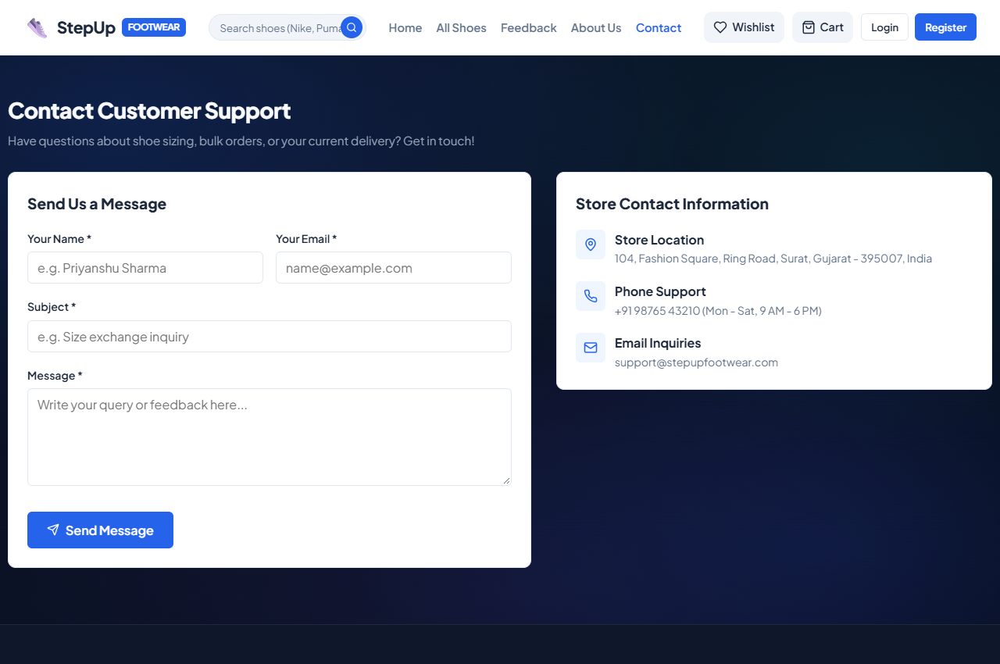 StepUp FOOTWEAR
Search shoes (Nike, Puma
Home All Shoes Feedback About Us Contact
Wishlist Cart Login Register
Contact Customer Support
Have questions about shoe sizing, bulk orders, or your current delivery? Get in touch!
Send Us a Message
Your Name * Your Email *
e.g. Priyanshu Sharma name@example.com
Subject *
e.g. Size exchange inquiry
Message *
Write your query or feedback here...
Send Message
Store Contact Information
Store Location
104, Fashion Square, Ring Road, Surat, Gujarat - 395007, India
Phone Support
+91 98765 43210 (Mon - Sat, 9 AM - 6 PM)
Email Inquiries
support@stepupfootwear.com